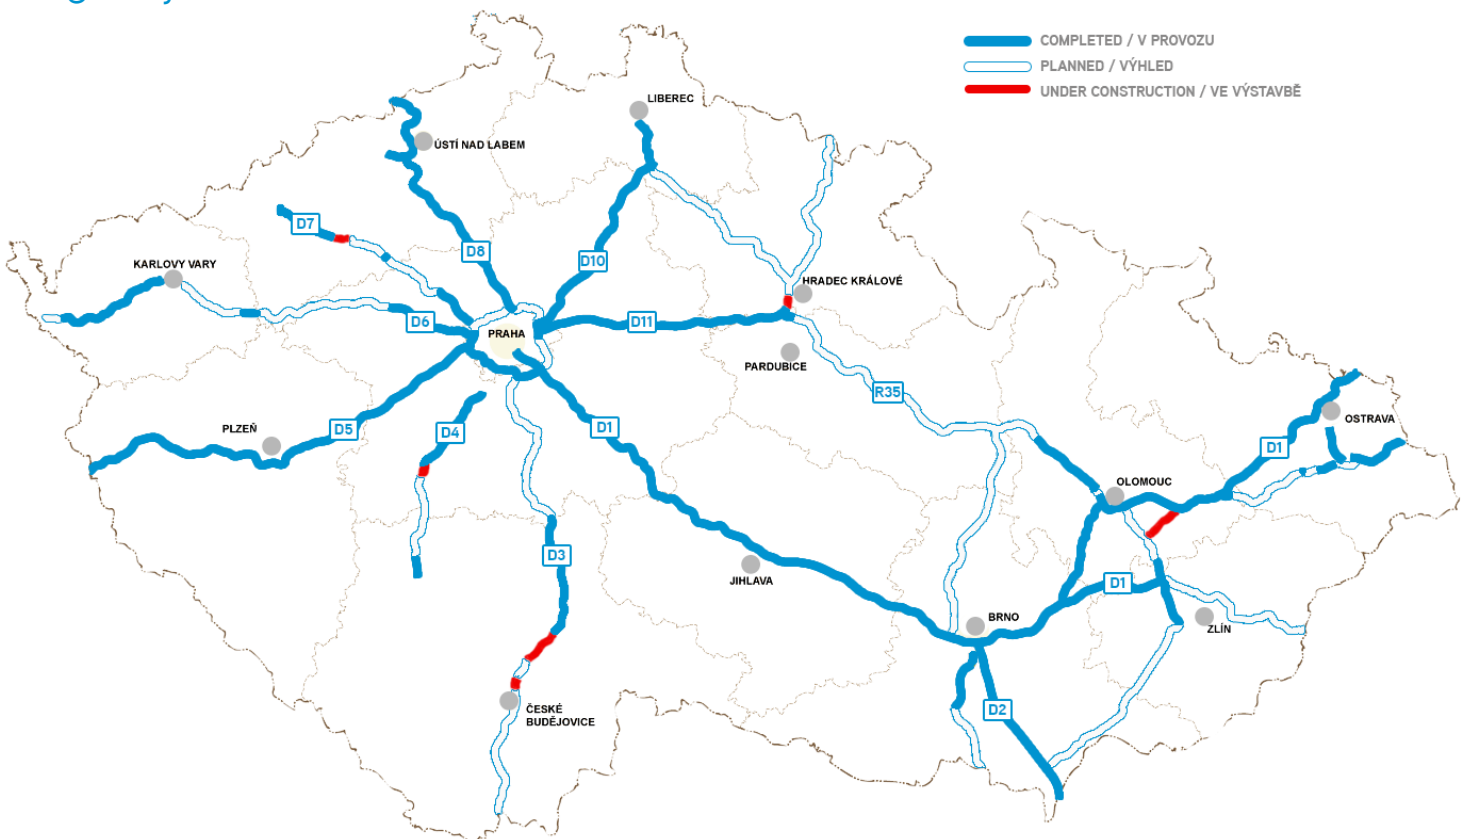 COMPLETED / V PROVOZU
PLANNED / VÝHLED
UNDER CONSTRUCTION / VE VÝSTAVBĚ
LIBEREC
ÚSTÍ NAD LABEM
D7
D8
D10
KARLOVY VARY
HRADEC KRÁLOVÉ
D6
D11
PRAHA
PARDUBICE
R35
PLZEŇ
D5
D4
D1
OSTRAVA
D1
OLOMOUC
D3
JIHLAVA
D1
BRNO
ZLÍN
ČESKÉ
BUDĚJOVICE
D2